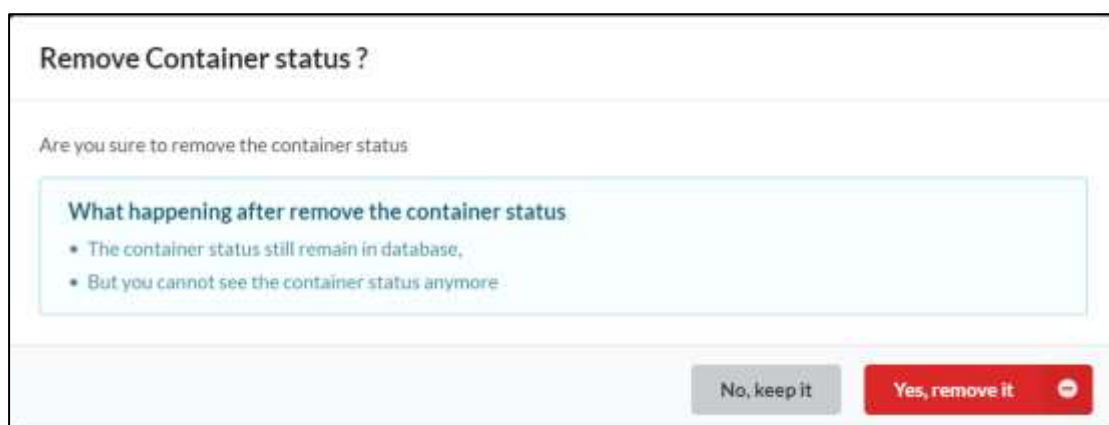 Remove Container status ?
Are you sure to remove the container status
What happening after remove the container status
• The container status still remain in database,
• But you cannot see the container status anymore
No, keep it
Yes, remove it